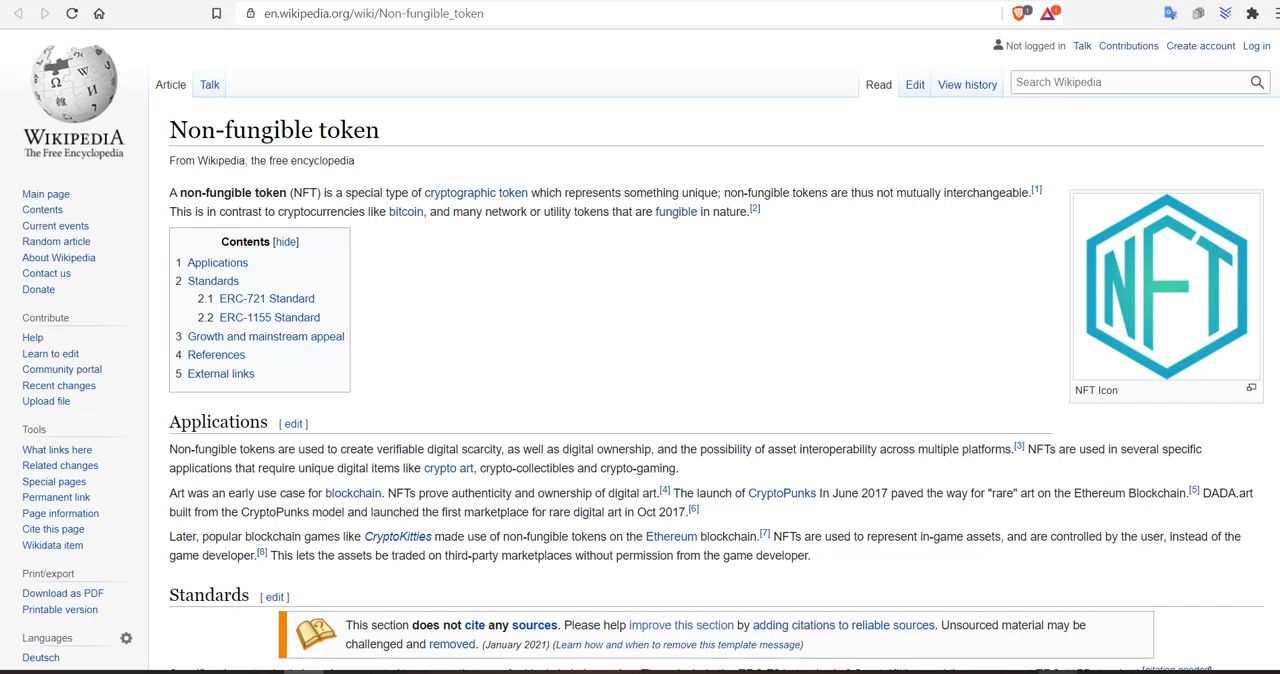 en.wikipedia.org/wiki/Non-fungible_token
1
1
Not logged in Talk Contributions Create account Log in
Article Talk
Read Edit View history
Search Wikipedia
WIKIPEDIA
The Free Encyclopedia
Main page
Contents
Current events
Random article
About Wikipedia
Contact us
Donate
Contribute
Help
Learn to edit
Community portal
Recent changes
Upload file
Tools
What links here
Related changes
Special pages
Permanent link
Page information
Cite this page
Wikidata item
Print/export
Download as PDF
Printable version
Languages
Deutsch
Non-fungible token
From Wikipedia, the free encyclopedia
A non-fungible token (NFT) is a special type of cryptographic token which represents something unique; non-fungible tokens are thus not mutually interchangeable.[1]
This is in contrast to cryptocurrencies like bitcoin, and many network or utility tokens that are fungible in nature.[2]
Contents [hide]
1 Applications
2 Standards
2.1 ERC-721 Standard
2.2 ERC-1155 Standard
3 Growth and mainstream appeal
4 References
5 External links
NFT
NFT Icon
Applications [ edit ]
Non-fungible tokens are used to create verifiable digital scarcity, as well as digital ownership, and the possibility of asset interoperability across multiple platforms.[3] NFTs are used in several specific
applications that require unique digital items like crypto art, crypto-collectibles and crypto-gaming.
Art was an early use case for blockchain. NFTs prove authenticity and ownership of digital art.[4] The launch of CryptoPunks In June 2017 paved the way for "rare" art on the Ethereum Blockchain.[5] DADA.art
built from the CryptoPunks model and launched the first marketplace for rare digital art in Oct 2017.[6]
Later, popular blockchain games like CryptoKitties made use of non-fungible tokens on the Ethereum blockchain.[7] NFTs are used to represent in-game assets, and are controlled by the user, instead of the
game developer.[8] This lets the assets be traded on third-party marketplaces without permission from the game developer.
Standards [ edit ]
This section does not cite any sources. Please help improve this section by adding citations to reliable sources. Unsourced material may be
challenged and removed. (January 2021) (Learn how and when to remove this template message)